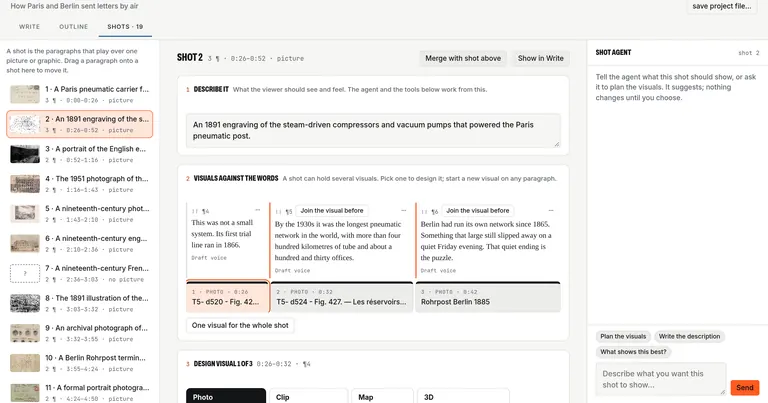 How Paris and Berlin sent letters by air
save project file...
WRITE
OUTLINE
SHOTS · 19
A shot is the paragraphs that play over one
picture or graphic. Drag a paragraph onto a
shot here to move it.
1 · A Paris pneumatic carrier f...
3 ¶ · 0:00-0:26 · picture
2 · An 1891 engraving of the s...
3 ¶ · 0:26-0:52 · picture
3 · A portrait of the English e...
2 ¶ · 0:52-1:16 · picture
4 · The 1951 photograph of th...
2 ¶ · 1:16-1:43 · picture
5 · A nineteenth-century phot...
2 ¶ · 1:43-2:10 · picture
6 · A nineteenth-century eng...
2 ¶ · 2:10-2:36 · picture
7 · A nineteenth-century Fren...
2 ¶ · 2:36-3:03 · no picture
?
8 · The 1891 illustration of the...
2 ¶ · 3:03-3:32 · picture
9 · An archival photograph of...
2 ¶ · 3:32-3:55 · picture
10 · A Berlin Rohrpost termin...
2 ¶ · 3:55-4:24 · picture
11 · A formal portrait photogra...
2 ¶ · 4:24-4:50 · picture
SHOT 2
3 ¶ · 0:26-0:52 · picture
Merge with shot above
Show in Write
1 DESCRIBE IT What the viewer should see and feel. The agent and the tools below work from this.
An 1891 engraving of the steam-driven compressors and vacuum pumps that powered the Paris
pneumatic post.
2 VISUALS AGAINST THE WORDS A shot can hold several visuals. Pick one to design it; start a new visual on any paragraph.
¶4
This was not a small
system. Its first trial
line ran in 1866.
Draft voice
¶5 Join the visual before
By the 1930s it was the longest pneumatic
network in the world, with more than four
hundred kilometres of tube and about a
hundred and thirty offices.
Draft voice
¶6 Join the visual before
Berlin had run its own network since 1865.
Something that large still slipped away on a
quiet Friday evening. That quiet ending is
the puzzle.
Draft voice
1 · PHOTO · 0:26
T5- d520 - Fig. 42...
2 · PHOTO · 0:32
T5- d524 - Fig. 427. — Les réservoirs...
3 · PHOTO · 0:42
Rohrpost Berlin 1885
One visual for the whole shot
3 DESIGN VISUAL 1 OF 3 0:26-0:32 · ¶4
Photo
Clip
Map
3D
SHOT AGENT
shot 2
Tell the agent what this shot should show, or ask
it to plan the visuals. It suggests; nothing
changes until you choose.
Plan the visuals
Write the description
What shows this best?
Describe what you want this
shot to show...
Send